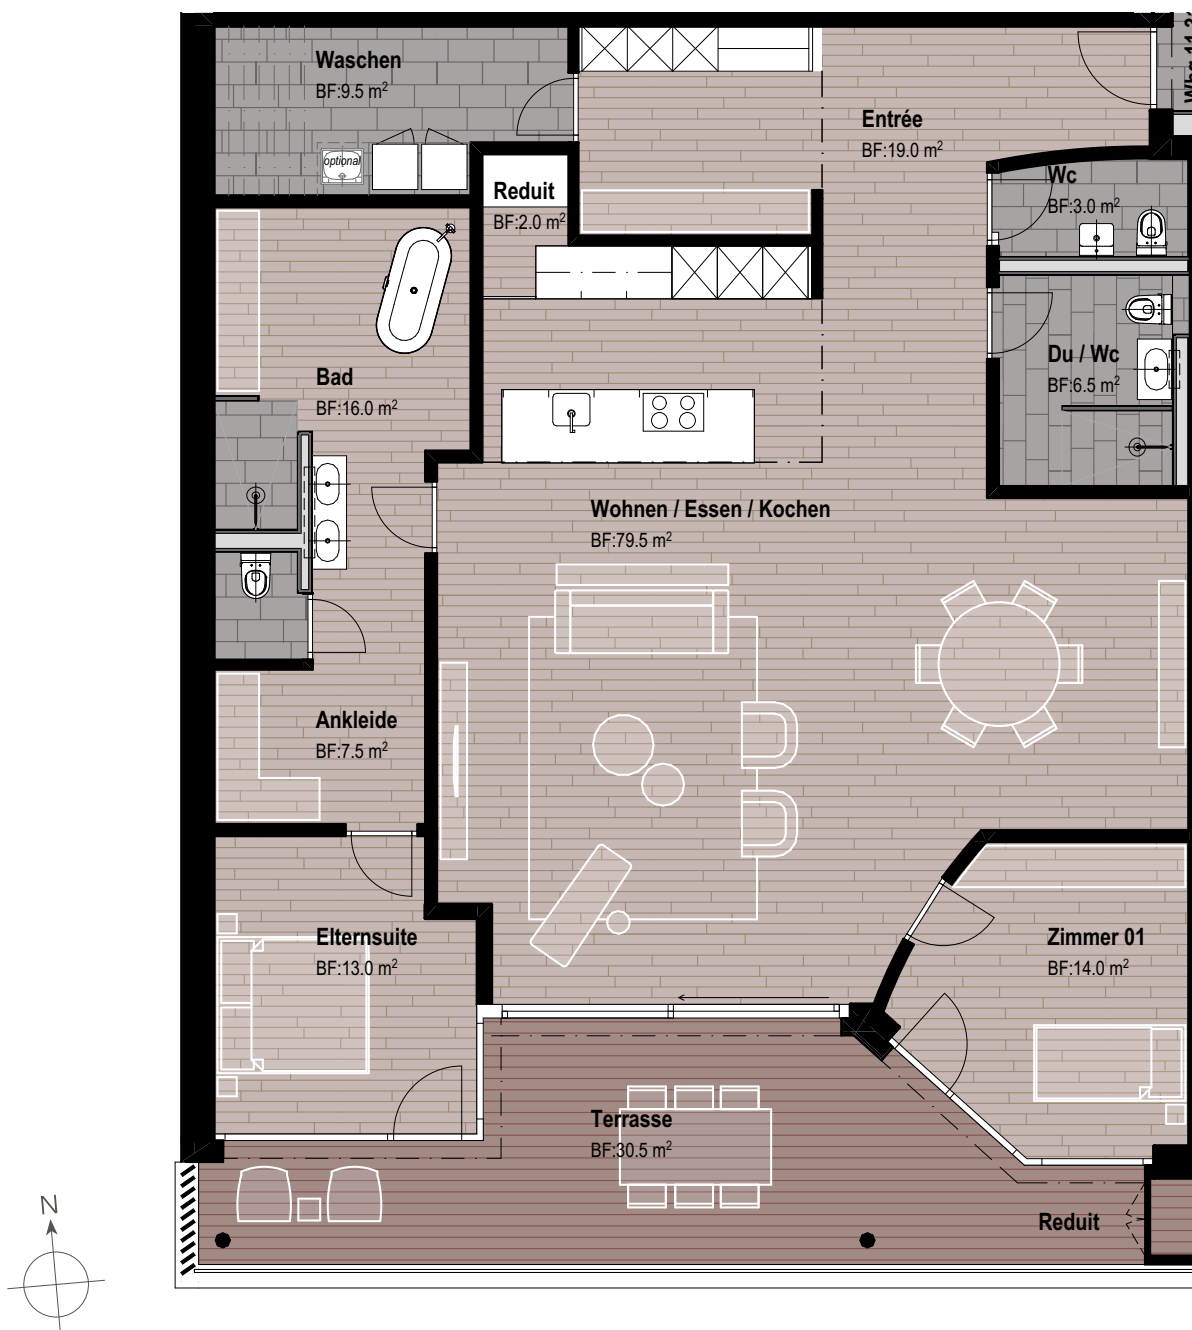 Waschen
BF:9.5 m²
optional
Entrée
BF:19.0 m²
Reduit
BF:2.0 m²
Wc
BF:3.0 m²
Bad
BF:16.0 m²
Du / Wc
BF:6.5 m²
Wohnen / Essen / Kochen
BF:79.5 m²
Ankleide
BF:7.5 m²
Elternsuite
BF:13.0 m²
Zimmer 01
BF:14.0 m²
Terrasse
BF:30.5 m²
Reduit
N